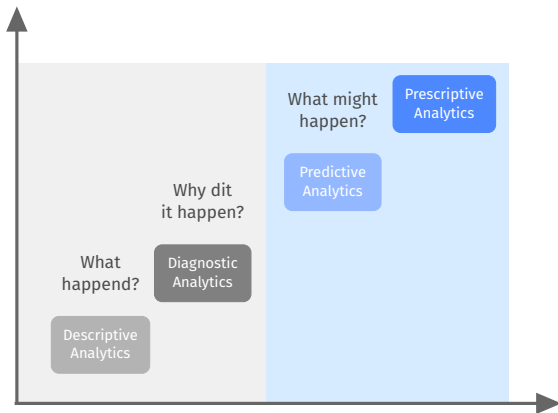 What
happend?
Descriptive
Analytics
Why dit
it happen?
Diagnostic
Analytics
What might
happen?
Predictive
Analytics
Prescriptive
Analytics